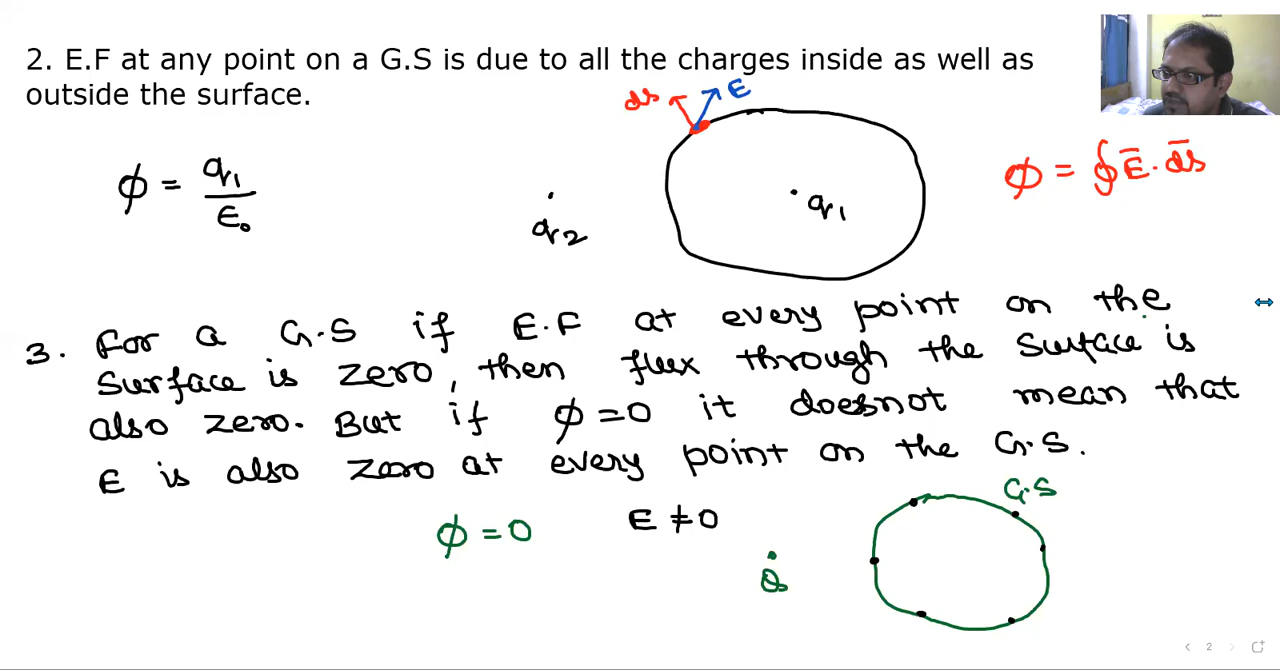 2. E.F at any point on a G.S is due to all the charges inside as well as
outside the surface.
ds E
ϕ = q₁/ε₀
q₂
q₁
ϕ = ∮ E̅ . d̅s̅
3. For a G.S if E.F at every point on the
surface is zero, then flux through the surface is
also zero. But if ϕ = 0 it doesnot mean that
E is also zero at every point on the G.S.
G.S
ϕ = 0 E ≠ 0
Q
2